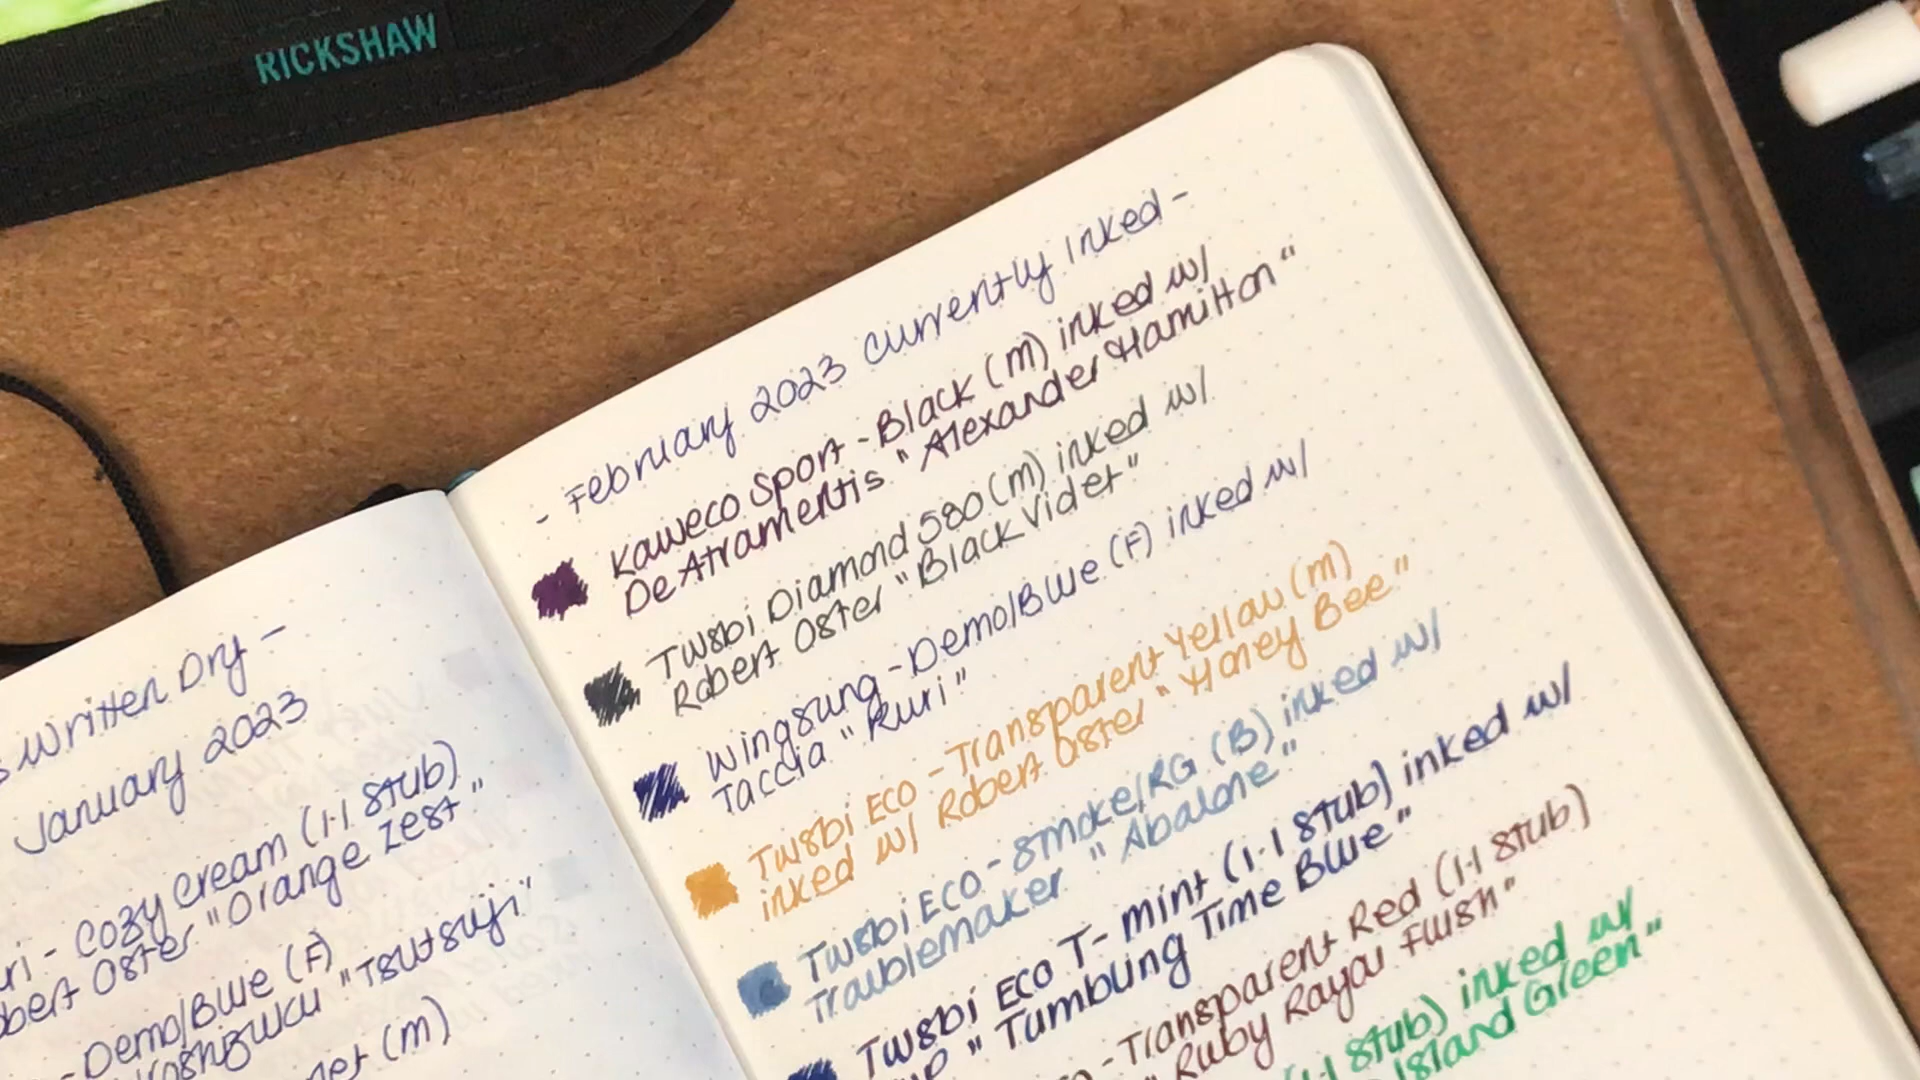 RICKSHAW
Written Dry -
January 2023
- Cozy Cream (1.1 Stub)
Oster "Orange Zest"
- Demo/Blue (F)
"Tsutsuji"
(M)
- February 2023 Currently Inked -
Kaweco Sport - Black (M) inked w/
De Atramentis "Alexander Hamilton"
Twsbi Diamond 580 (M) inked w/
Robert Oster "Black Violet"
Wingsung - Demo/Blue (F) inked w/
Taccia "Ruri"
Twsbi Eco - Transparent Yellow (M)
inked w/ Robert Oster "Honey Bee"
Twsbi Eco - Smoke/RG (B) inked w/
Troublemaker "Abalone"
Twsbi Eco T- mint (1.1 Stub) inked w/
"Tumbling Time Blue"
- Transparent Red (1.1 Stub)
"Ruby Rayou Flush"
Stub) inked w/
Island Green"